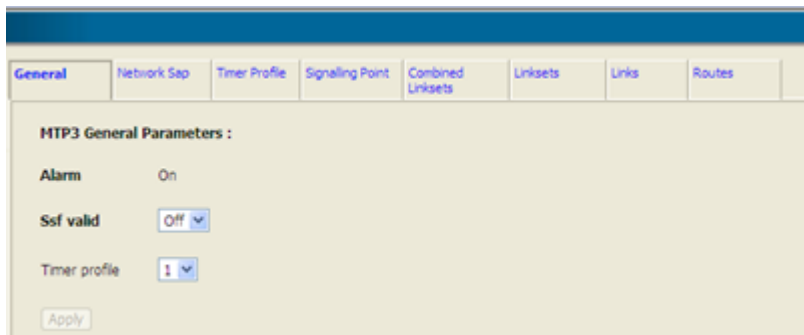 General Network Sap Timer Profile Signalling Point Combined Linksets Linksets Links Routes
MTP3 General Parameters :
Alarm On
Ssf valid Off
Timer profile 1
Apply